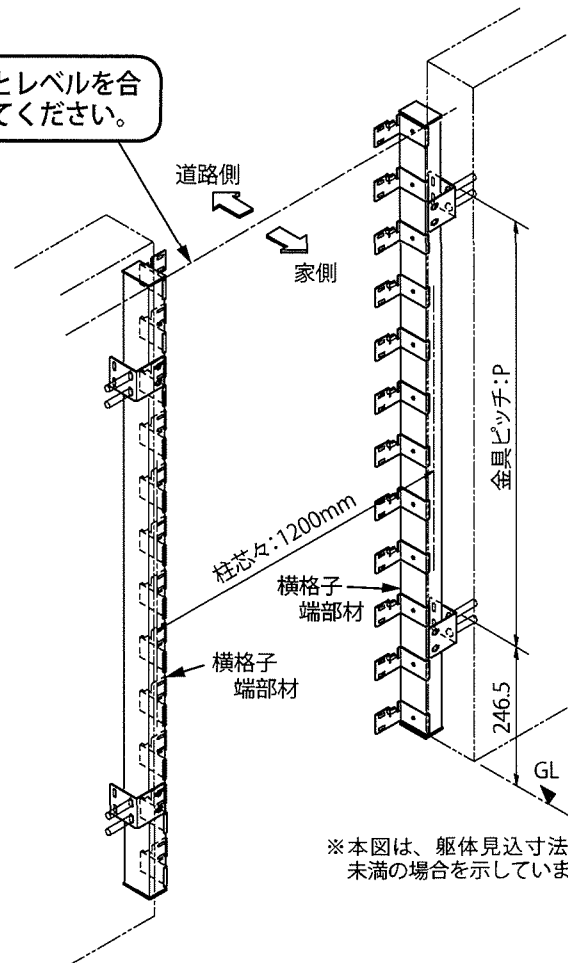 とレベルを合
てください。
道路側
家側
金具ピッチ:P
柱芯々:1200mm
横格子
端部材
横格子
端部材
246.5
GL
※本図は、躯体見込寸法
未満の場合を示していま